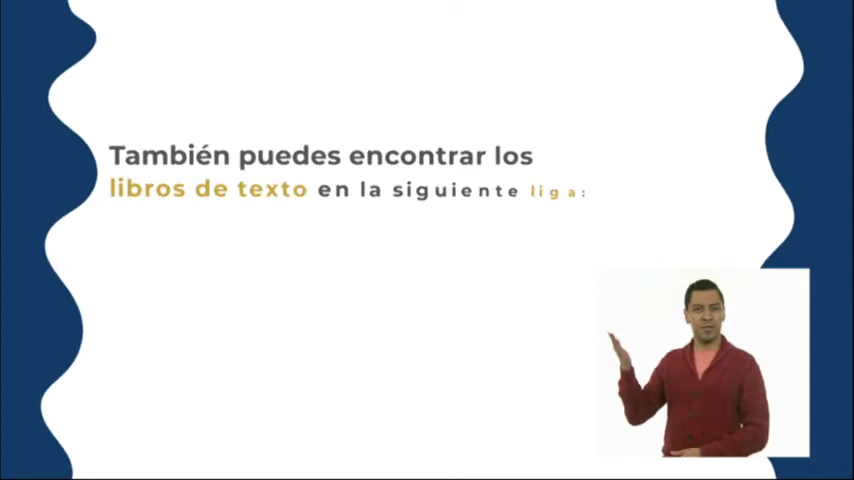 También puedes encontrar los
libros de texto en la siguiente liga: